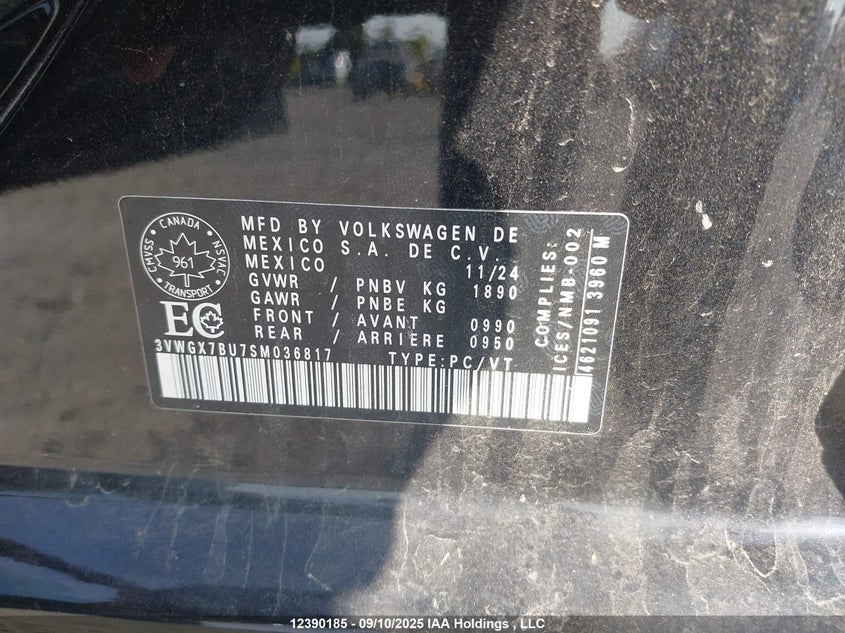 CANADA
CMVSS
NSVAC
961
TRANSPORT
EC
MFD BY VOLKSWAGEN DE
MEXICO S.A. DE C.V.
MEXICO 11/24
GVWR / PNBV KG 1890
GAWR / PNBE KG
FRONT / AVANT 0990
REAR / ARRIERE 0950
3VWGX7BU7SM036817 TYPE:PC/VT
COMPLIES:
ICES/NMB-002
4621091 3960 M
12390185 - 09/10/2025 IAA Holdings , LLC